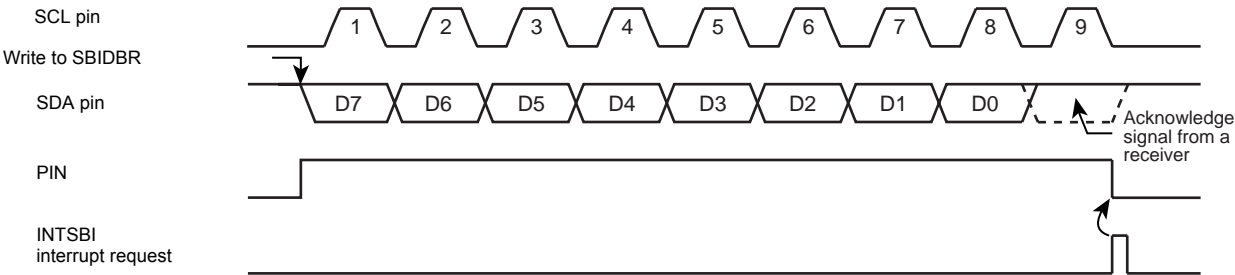 SCL pin
1 2 3 4 5 6 7 8 9
Write to SBIDBR
SDA pin
D7 D6 D5 D4 D3 D2 D1 D0
Acknowledge
signal from a
receiver
PIN
INTSBI
interrupt request